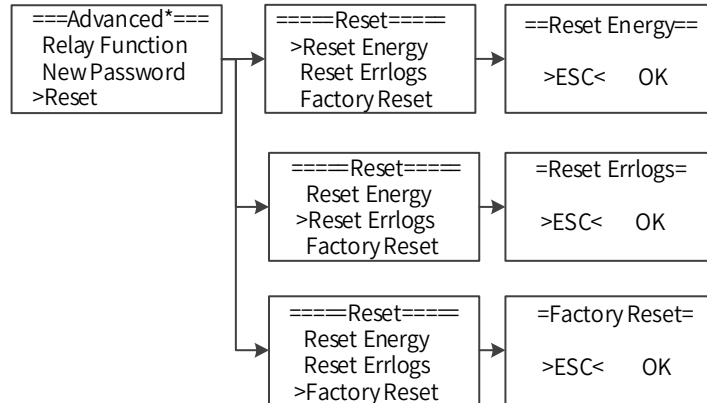 ===Advanced*===
Relay Function
New Password
>Reset
=====Reset=====
>Reset Energy
Reset Errlogs
Factory Reset
==Reset Energy==
>ESC< OK
=====Reset=====
Reset Energy
>Reset Errlogs
Factory Reset
=Reset Errlogs=
>ESC< OK
=====Reset=====
Reset Energy
Reset Errlogs
>Factory Reset
=Factory Reset=
>ESC< OK